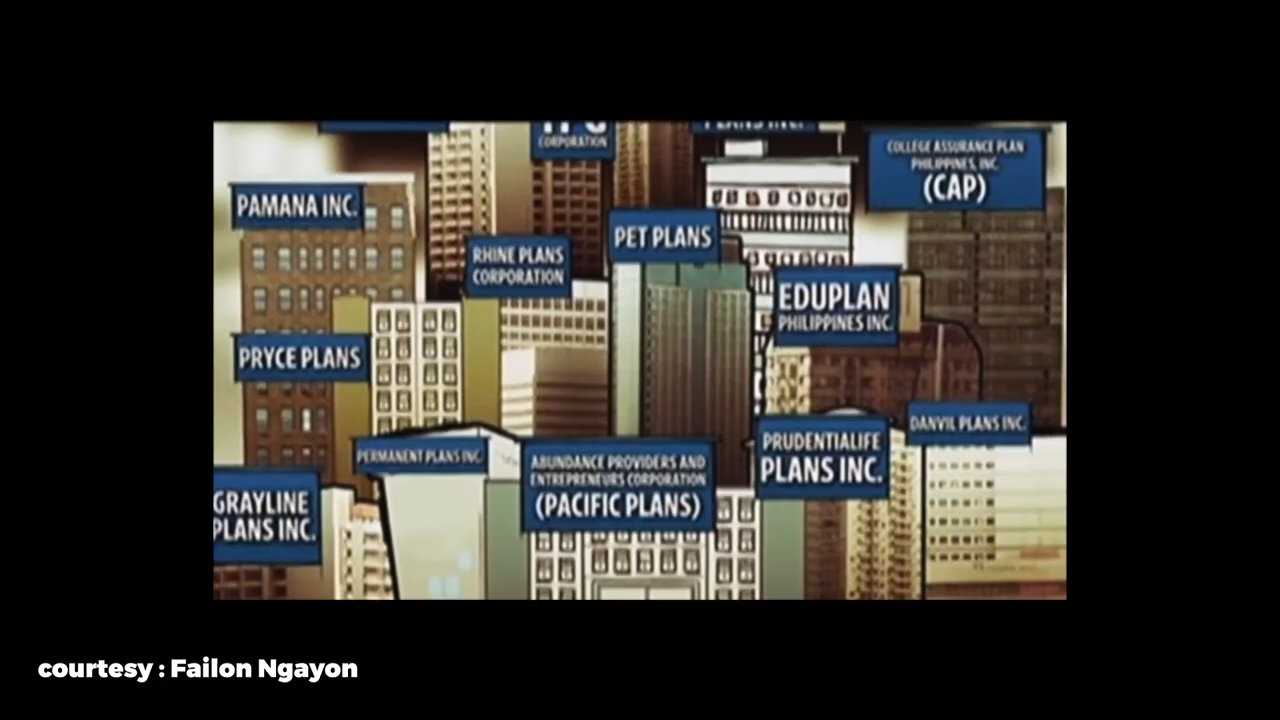 CORPORATION
PLANS INC.
COLLEGE ASSURANCE PLAN
PHILIPPINES, INC.
(CAP)
PAMANA INC.
PET PLANS
RHINE PLANS
CORPORATION
EDUPLAN
PHILIPPINES INC.
PRYCE PLANS
DANVIL PLANS INC.
PERMANENT PLANS INC.
PRUDENTIALIFE
PLANS INC.
ABUNDANCE PROVIDERS AND
ENTREPRENEURS CORPORATION
(PACIFIC PLANS)
GRAYLINE
PLANS INC.
courtesy : Failon Ngayon